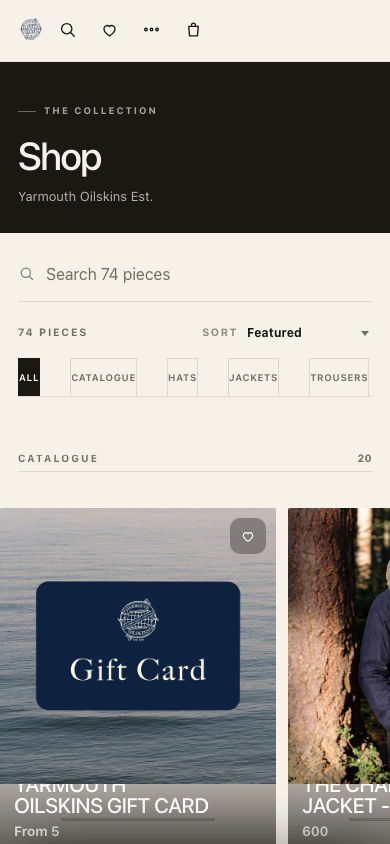 THE COLLECTION
Shop
Yarmouth Oilskins Est.
Search 74 pieces
74 PIECES
SORT Featured
ALL CATALOGUE HATS JACKETS TROUSERS
CATALOGUE 20
Gift Card
YARMOUTH
OILSKINS GIFT CARD
From 5
JACKET -
600